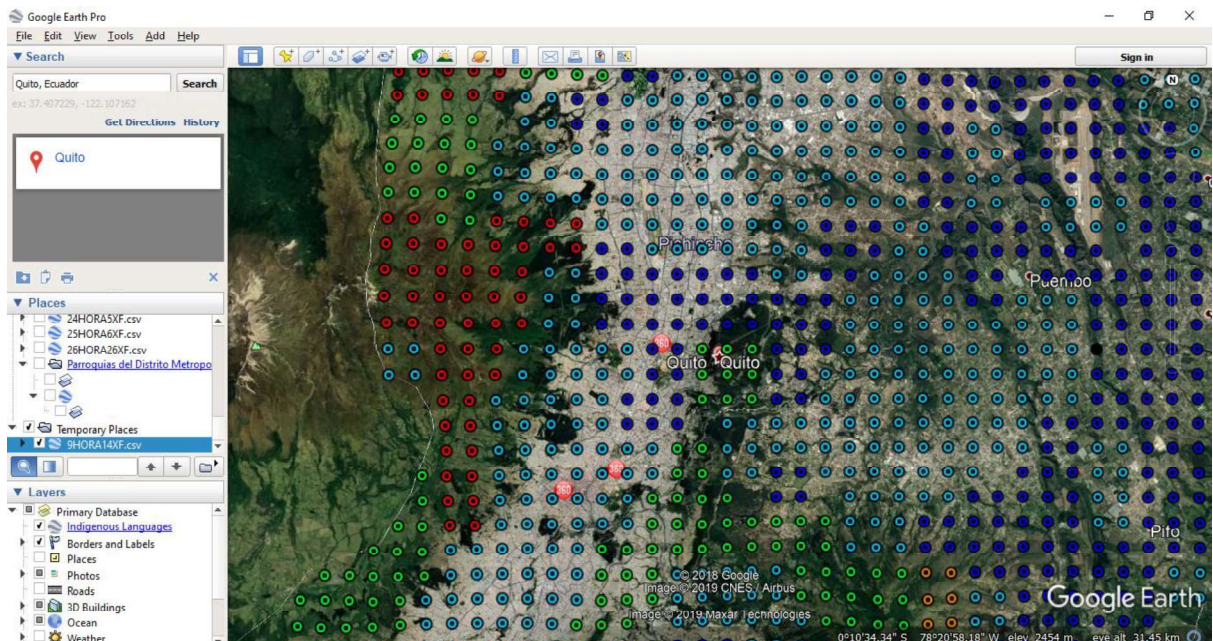 Google Earth Pro
File Edit View Tools Add Help
Search
Sign in
Quito, Ecuador
Search
ex: 37.407229, -122.107162
Get Directions History
Quito
Places
24HORA5XF.csv
25HORA6XF.csv
26HORA26XF.csv
Parroquias del Distrito Metropo
Temporary Places
9HORA14XF.csv
Layers
Primary Database
Indigenous Languages
Borders and Labels
Places
Photos
Roads
3D Buildings
Ocean
Weather
N
Pichincha
Puembo
360
Quito
Quito
360
360
Pifo
© 2018 Google
Image © 2019 CNES / Airbus
Image © 2019 Maxar Technologies
Google Earth
0°10'34.34" S 78°20'58.18" W elev 2454 m eye alt 31.45 km